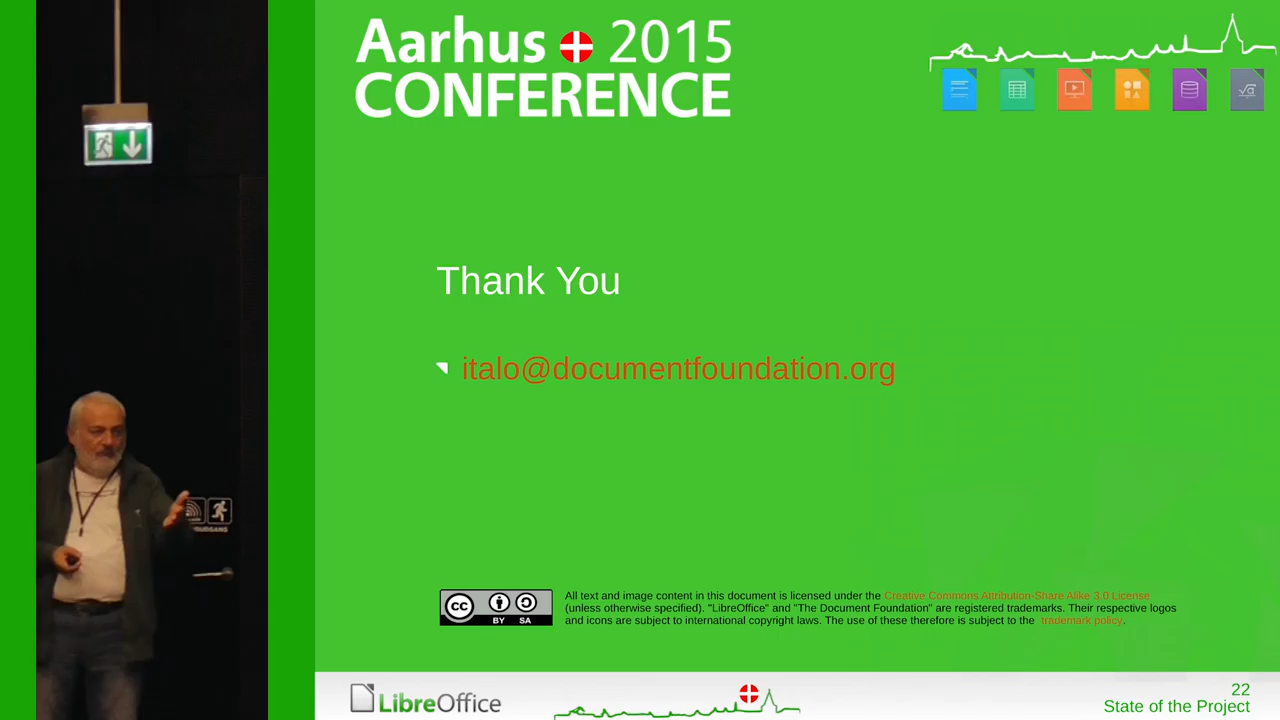 Aarhus 2015
CONFERENCE
Thank You
italo@documentfoundation.org
cc BY SA
All text and image content in this document is licensed under the Creative Commons Attribution-Share Alike 3.0 License
(unless otherwise specified). "LibreOffice" and "The Document Foundation" are registered trademarks. Their respective logos
and icons are subject to international copyright laws. The use of these therefore is subject to the trademark policy.
LibreOffice
22
State of the Project